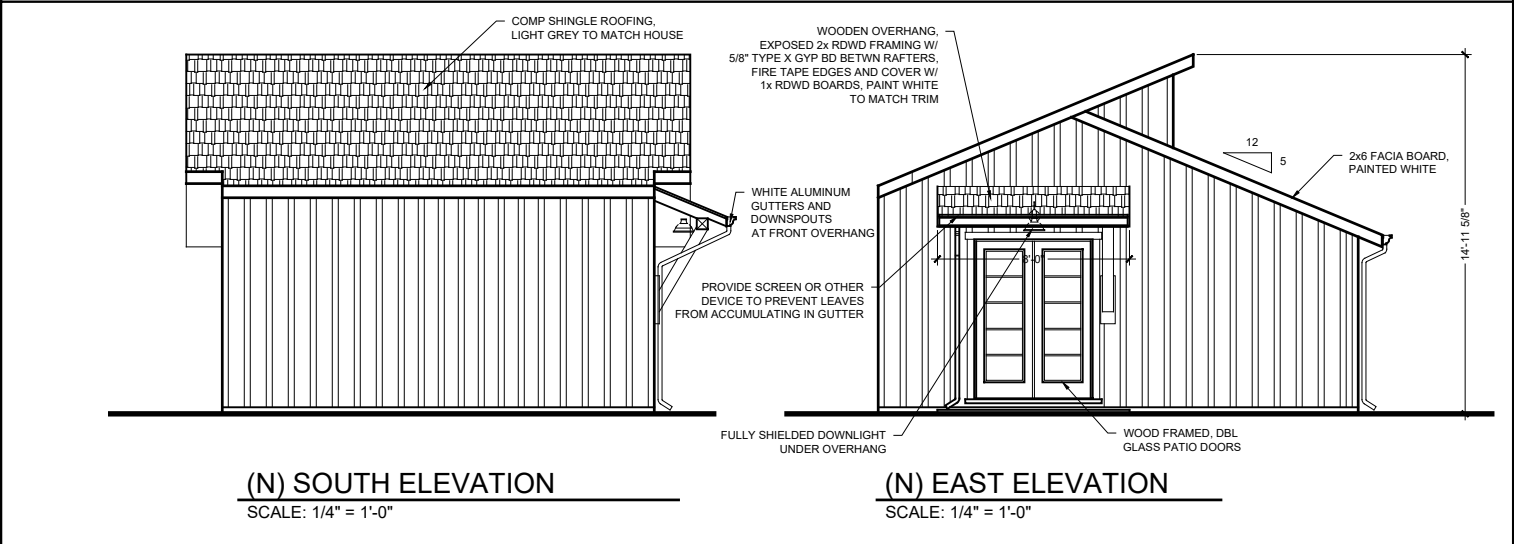 COMP SHINGLE ROOFING,
LIGHT GREY TO MATCH HOUSE
WHITE ALUMINUM
GUTTERS AND
DOWNSPOUTS
AT FRONT OVERHANG
(N) SOUTH ELEVATION
SCALE: 1/4" = 1'-0"
WOODEN OVERHANG,
EXPOSED 2x RDWD FRAMING W/
5/8" TYPE X GYP BD BETWN RAFTERS,
FIRE TAPE EDGES AND COVER W/
1x RDWD BOARDS, PAINT WHITE
TO MATCH TRIM
12
5
2x6 FACIA BOARD,
PAINTED WHITE
14'-11 5/8"
8'-0"
PROVIDE SCREEN OR OTHER
DEVICE TO PREVENT LEAVES
FROM ACCUMULATING IN GUTTER
FULLY SHIELDED DOWNLIGHT
UNDER OVERHANG
WOOD FRAMED, DBL
GLASS PATIO DOORS
(N) EAST ELEVATION
SCALE: 1/4" = 1'-0"